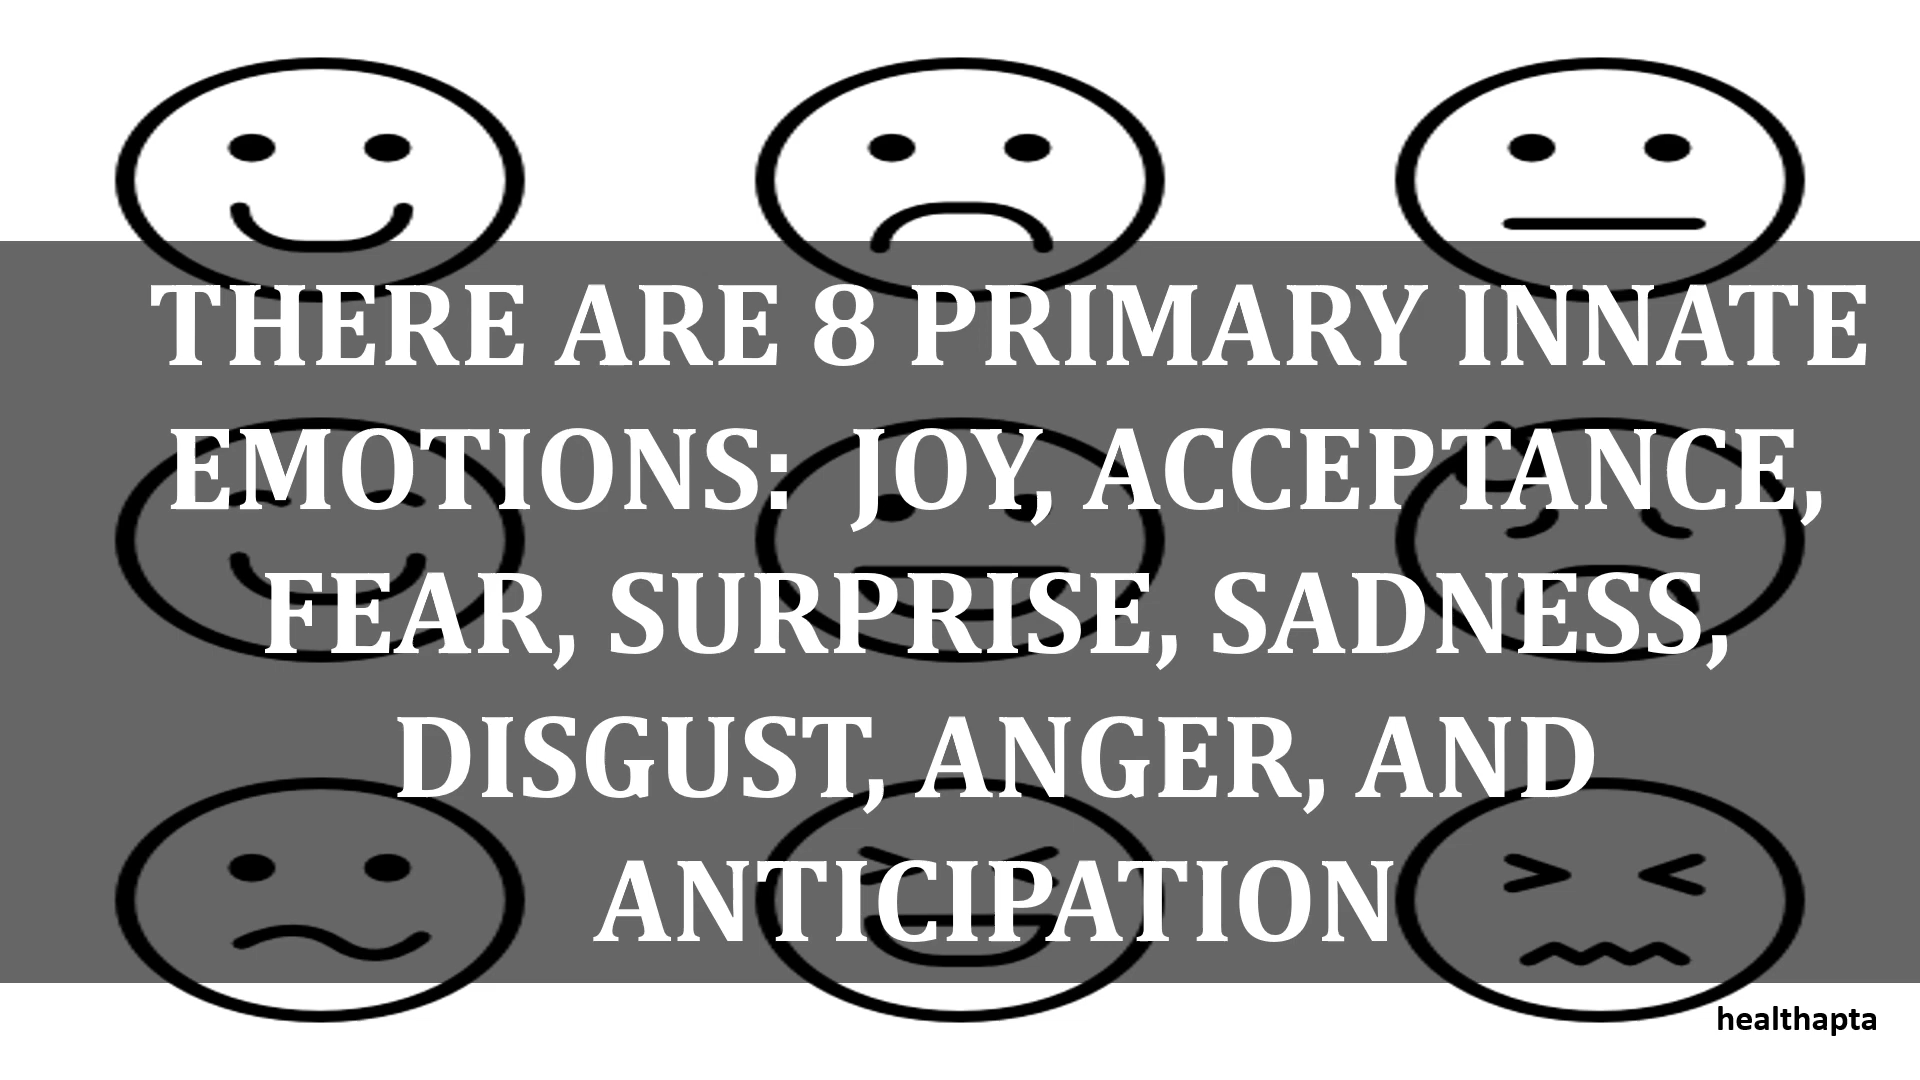 THERE ARE 8 PRIMARY INNATE
EMOTIONS:  JOY, ACCEPTANCE,
FEAR, SURPRISE, SADNESS,
DISGUST, ANGER, AND
ANTICIPATION
healthapta